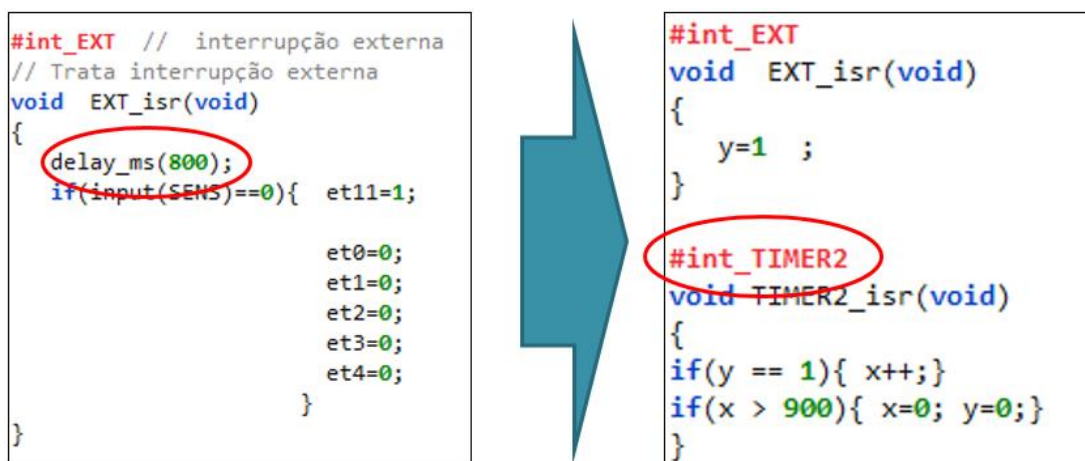 #int_EXT // interrupção externa
// Trata interrupção externa
void EXT_isr(void)
{
delay_ms(800);
if(input(SENS)==0){ et11=1;
et0=0;
et1=0;
et2=0;
et3=0;
et4=0;
}
}
#int_EXT
void EXT_isr(void)
{
y=1 ;
}
#int_TIMER2
void TIMER2_isr(void)
{
if(y == 1){ x++;}
if(x > 900){ x=0; y=0;}
}